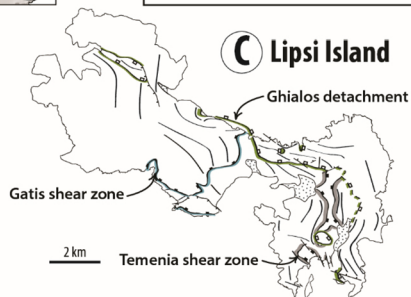 C Lipsi Island
Ghialos detachment
Gatis shear zone
2 km
Temenia shear zone